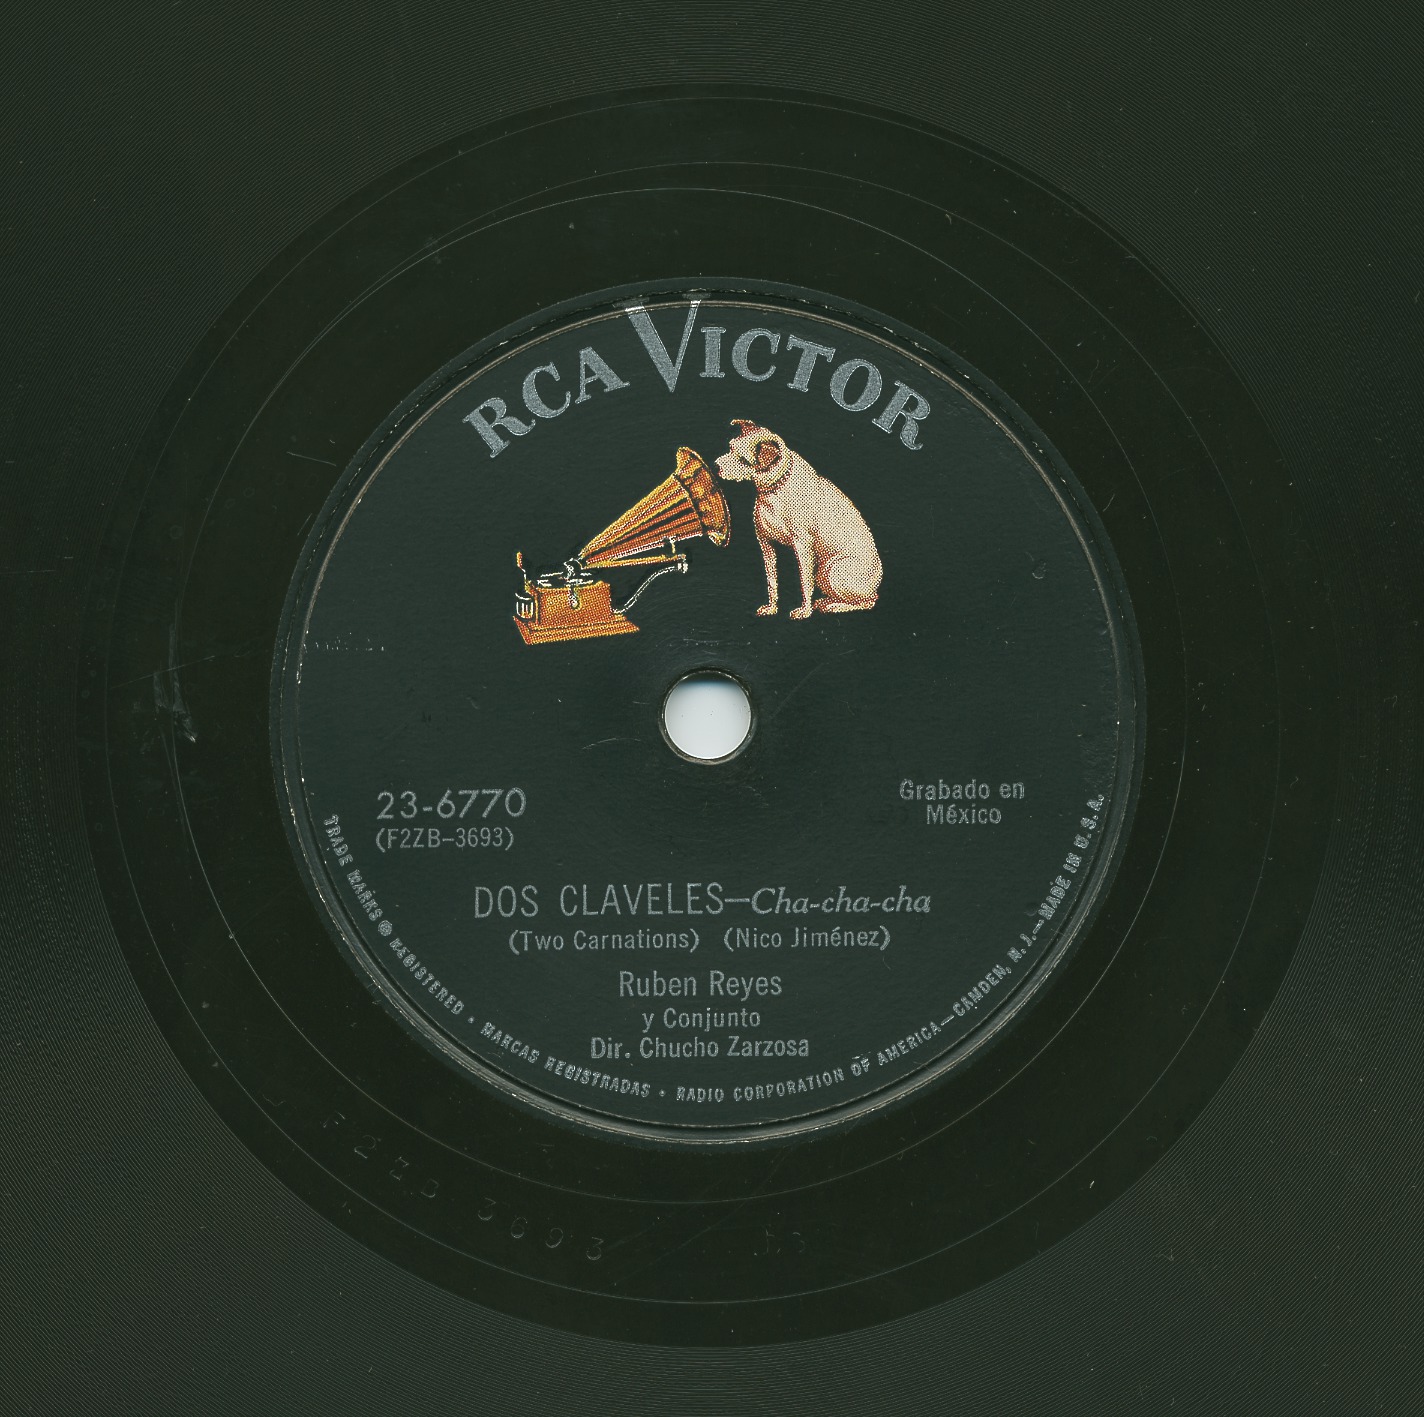 RCA VICTOR
23-6770
(F2ZB-3693)
Grabado en
México
DOS CLAVELES—Cha-cha-cha
(Two Carnations) (Nico Jiménez)
Ruben Reyes
y Conjunto
Dir. Chucho Zarzosa
TRADE MARKS ® REGISTERED • MARCAS REGISTRADAS • RADIO CORPORATION OF AMERICA—CAMDEN, N. J.—MADE IN U. S. A.
3693